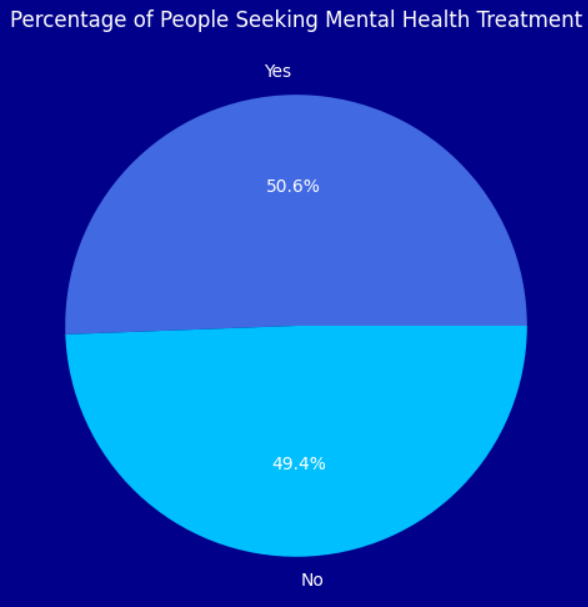 Percentage of People Seeking Mental Health Treatment
Yes
50.6%
49.4%
No